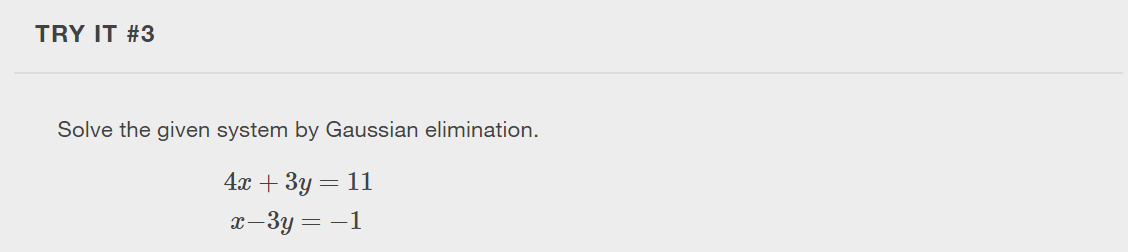 TRY IT #3
Solve the given system by Gaussian elimination.
4x + 3y = 11
x−3y = −1